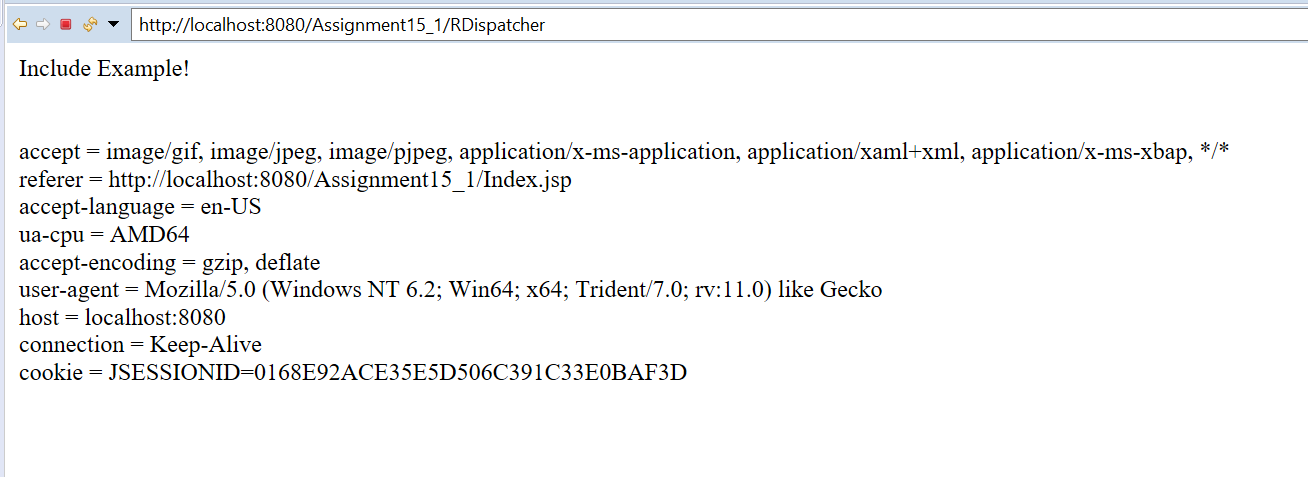 http://localhost:8080/Assignment15_1/RDispatcher
Include Example!
accept = image/gif, image/jpeg, image/pjpeg, application/x-ms-application, application/xaml+xml, application/x-ms-xbap, */*
referer = http://localhost:8080/Assignment15_1/Index.jsp
accept-language = en-US
ua-cpu = AMD64
accept-encoding = gzip, deflate
user-agent = Mozilla/5.0 (Windows NT 6.2; Win64; x64; Trident/7.0; rv:11.0) like Gecko
host = localhost:8080
connection = Keep-Alive
cookie = JSESSIONID=0168E92ACE35E5D506C391C33E0BAF3D